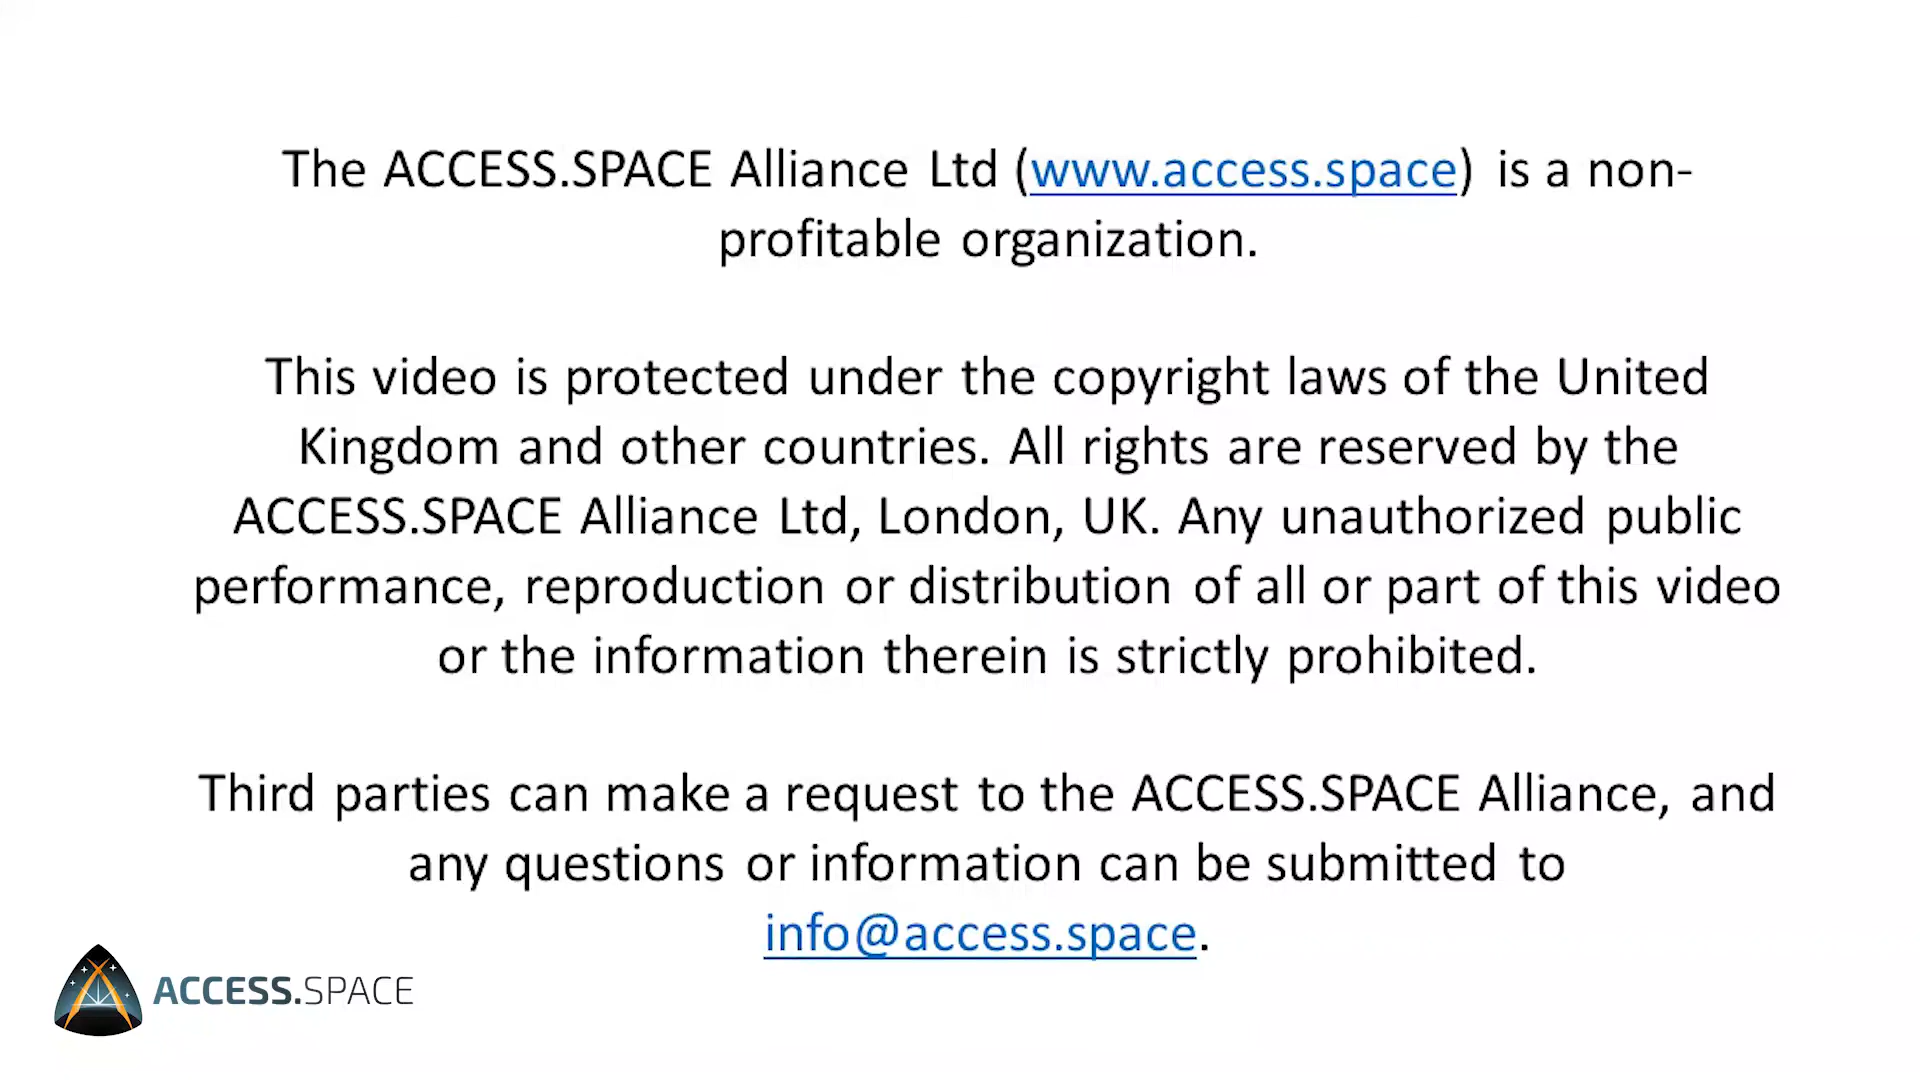 The ACCESS.SPACE Alliance Ltd (www.access.space) is a non-
profitable organization.
This video is protected under the copyright laws of the United
Kingdom and other countries. All rights are reserved by the
ACCESS.SPACE Alliance Ltd, London, UK. Any unauthorized public
performance, reproduction or distribution of all or part of this video
or the information therein is strictly prohibited.
Third parties can make a request to the ACCESS.SPACE Alliance, and
any questions or information can be submitted to
info@access.space.
ACCESS.SPACE